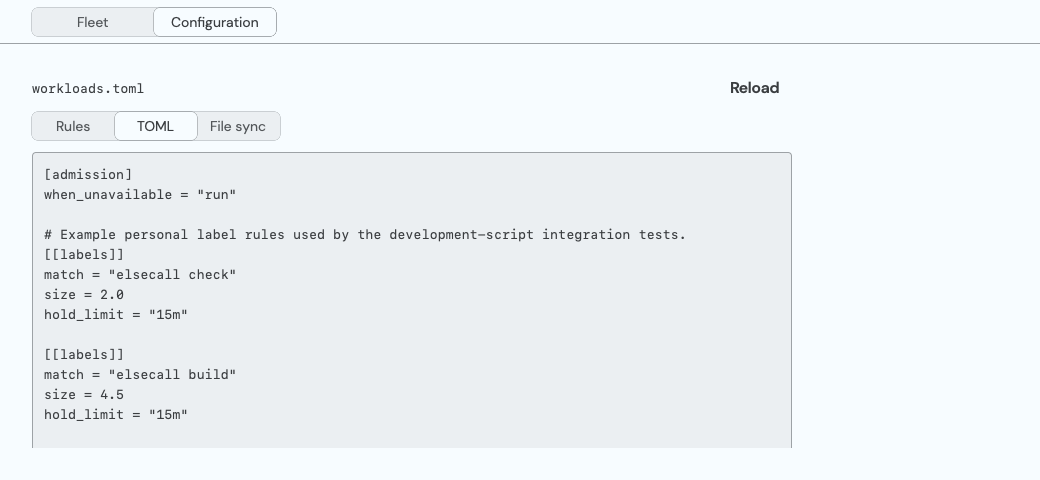 Fleet Configuration
workloads.toml Reload
Rules TOML File sync
[admission]
when_unavailable = "run"
# Example personal label rules used by the development-script integration tests.
[[labels]]
match = "elsecall check"
size = 2.0
hold_limit = "15m"
[[labels]]
match = "elsecall build"
size = 4.5
hold_limit = "15m"